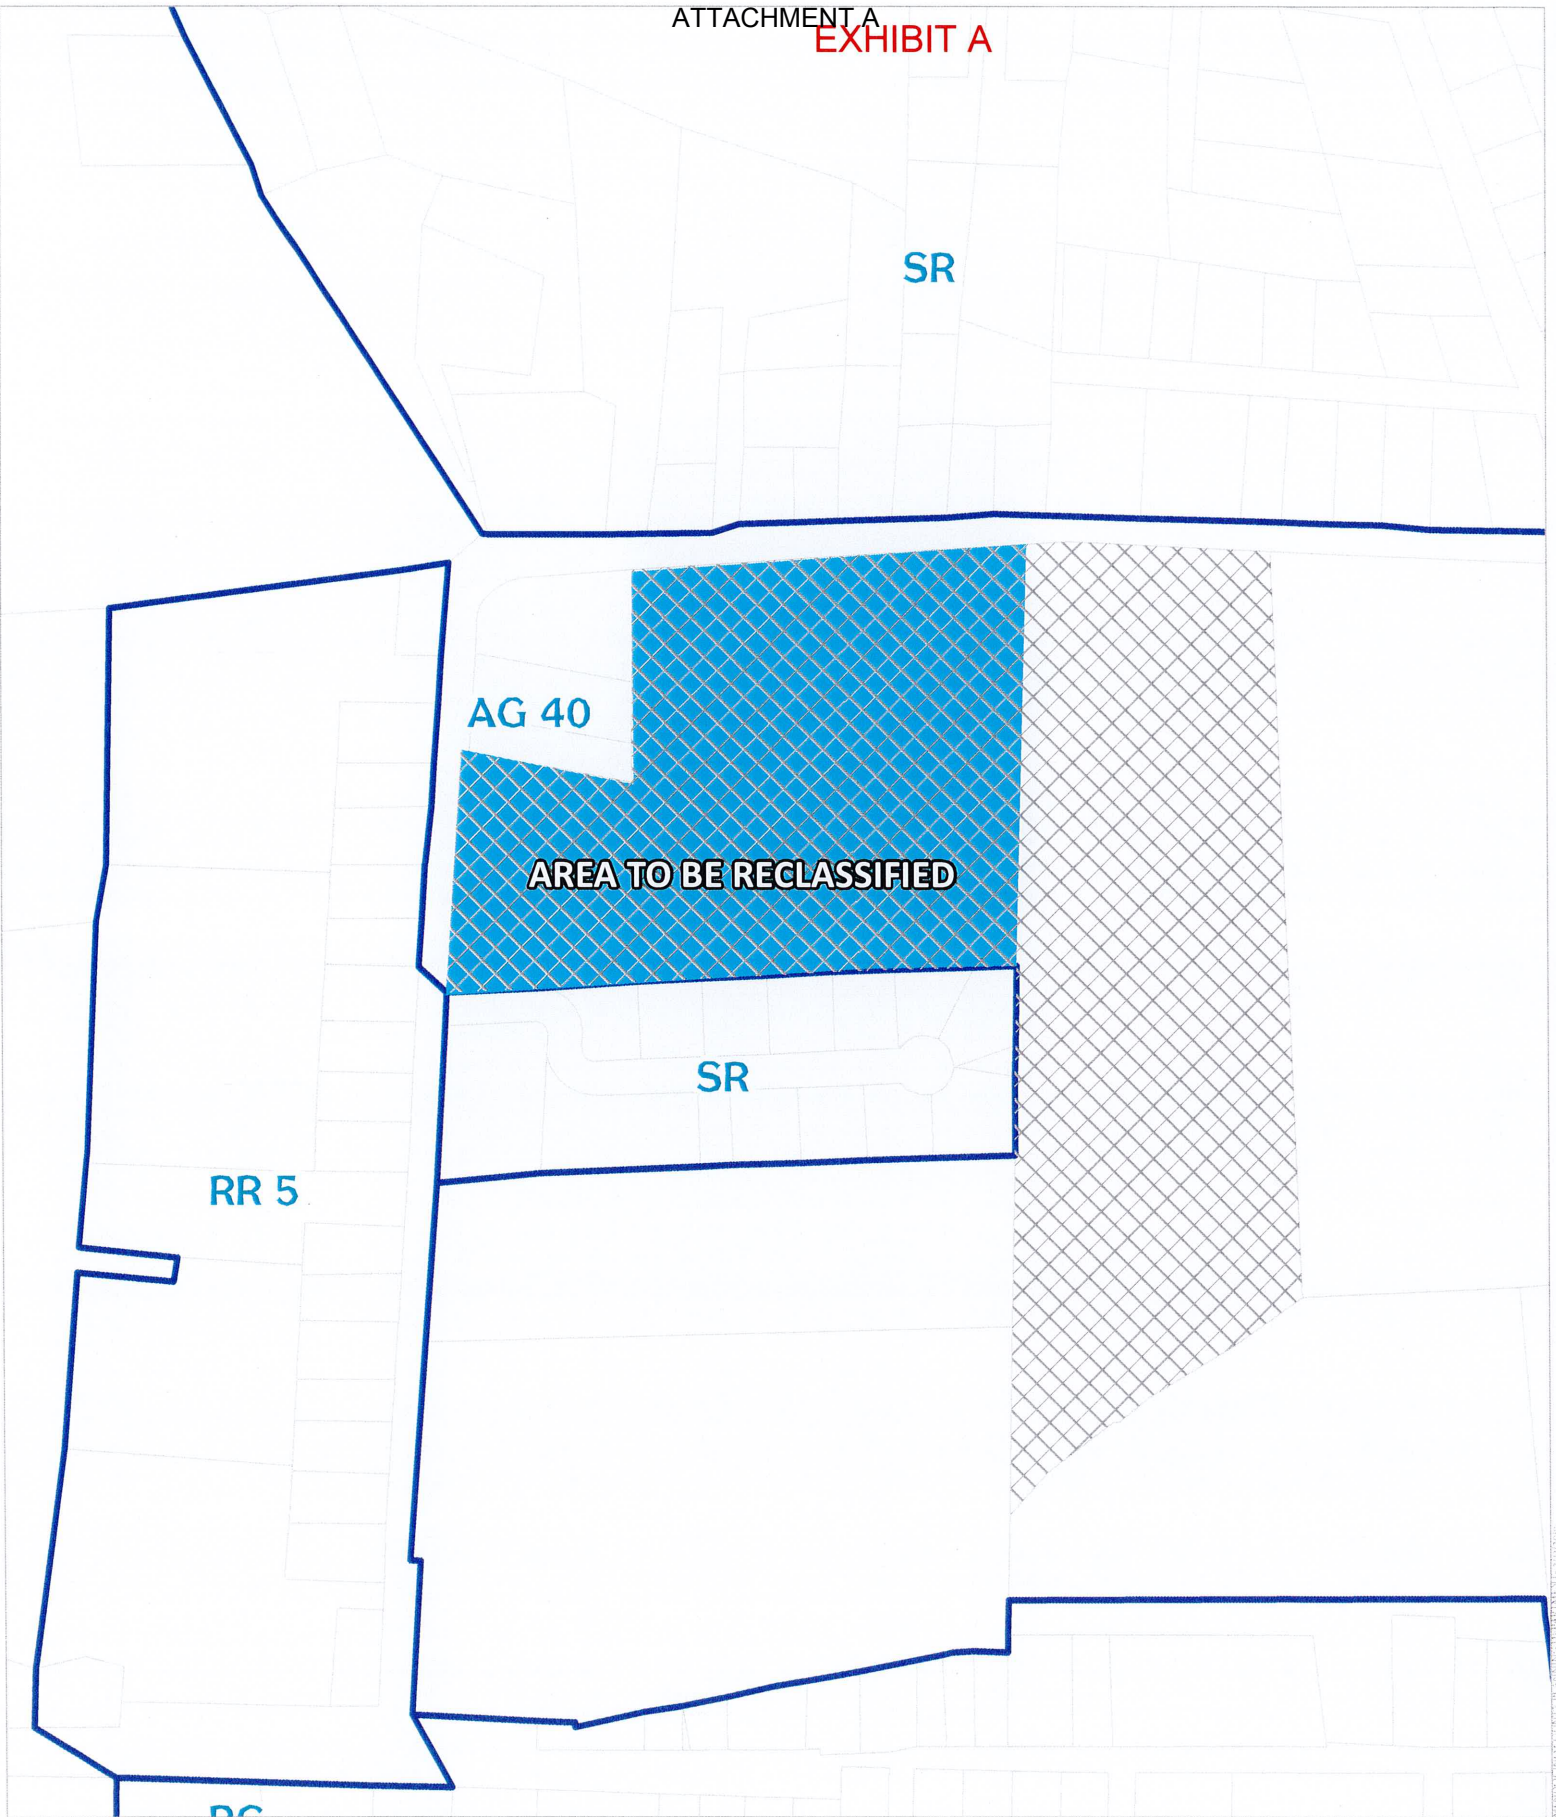 ATTACHMENT A
EXHIBIT A
SR
AG 40
AREA TO BE RECLASSIFIED
SR
RR 5